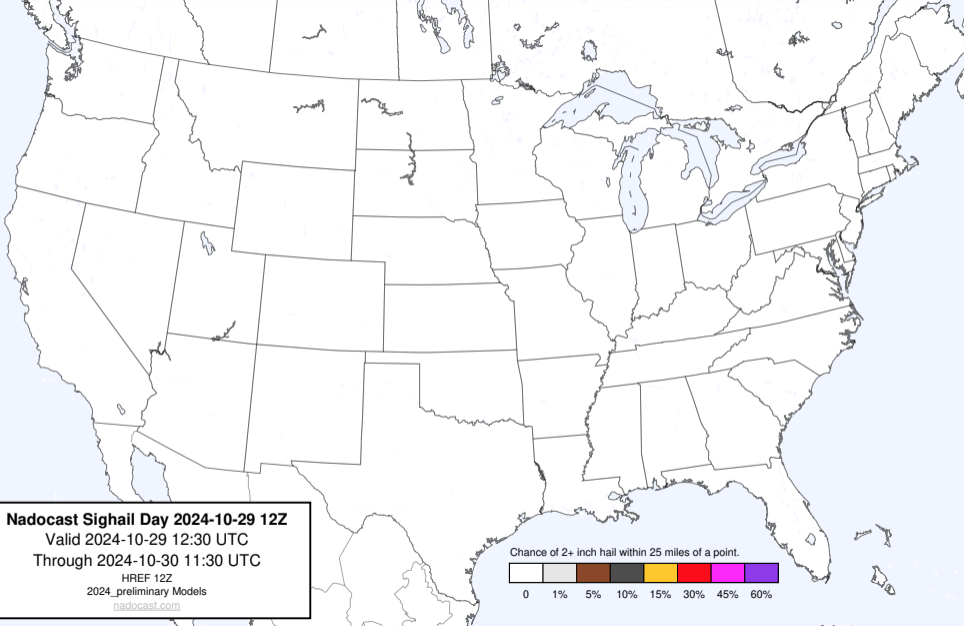 Nadocast Sighail Day 2024-10-29 12Z
Valid 2024-10-29 12:30 UTC
Through 2024-10-30 11:30 UTC
HREF 12Z
2024_preliminary Models
nadocast.com
Chance of 2+ inch hail within 25 miles of a point.
0 1% 5% 10% 15% 30% 45% 60%